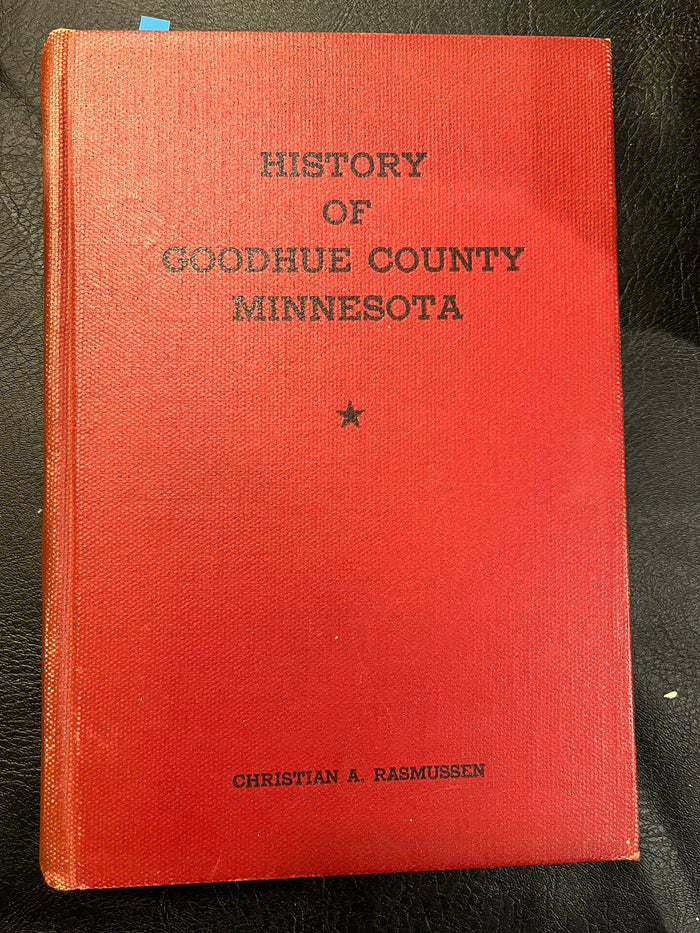 HISTORY
OF
GOODHUE COUNTY
MINNESOTA
CHRISTIAN A. RASMUSSEN